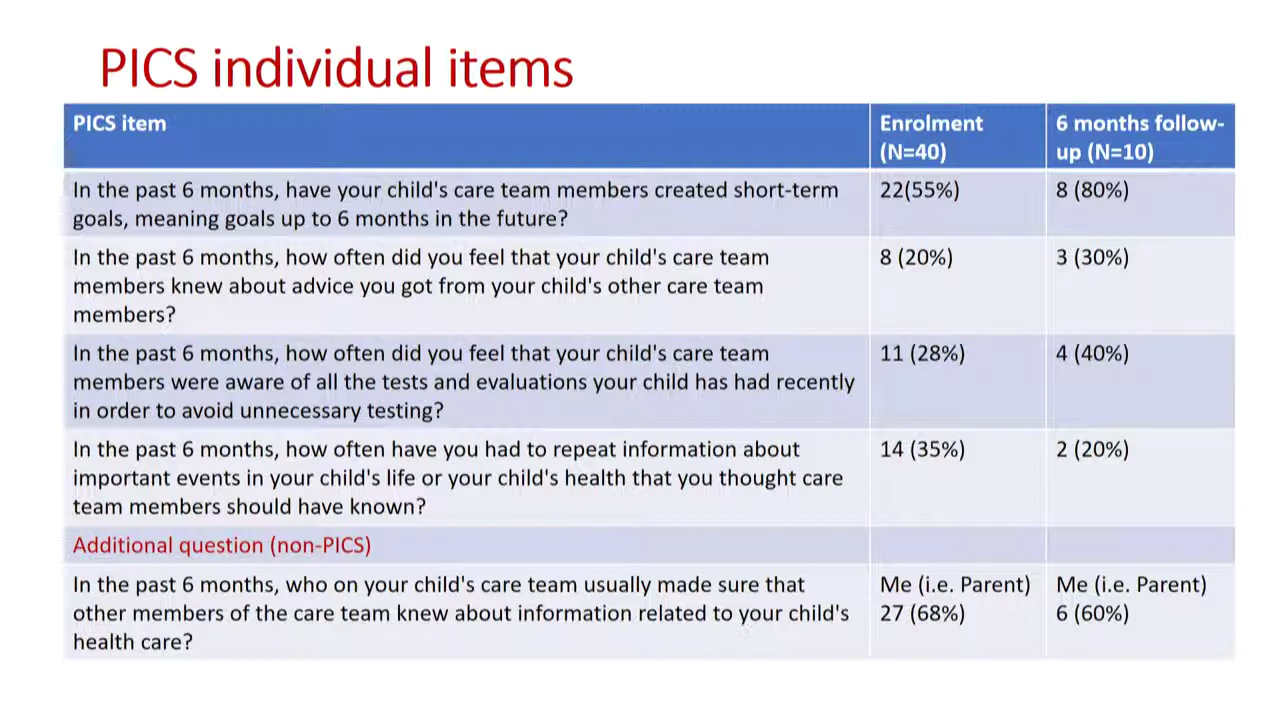 PICS individual items
PICS item
Enrolment
(N=40)
6 months follow-
up (N=10)
In the past 6 months, have your child's care team members created short-term
goals, meaning goals up to 6 months in the future?
22(55%)
8 (80%)
In the past 6 months, how often did you feel that your child's care team
members knew about advice you got from your child's other care team
members?
8 (20%)
3 (30%)
In the past 6 months, how often did you feel that your child's care team
members were aware of all the tests and evaluations your child has had recently
in order to avoid unnecessary testing?
11 (28%)
4 (40%)
In the past 6 months, how often have you had to repeat information about
important events in your child's life or your child's health that you thought care
team members should have known?
14 (35%)
2 (20%)
Additional question (non-PICS)
In the past 6 months, who on your child's care team usually made sure that
other members of the care team knew about information related to your child's
health care?
Me (i.e. Parent)
27 (68%)
Me (i.e. Parent)
6 (60%)